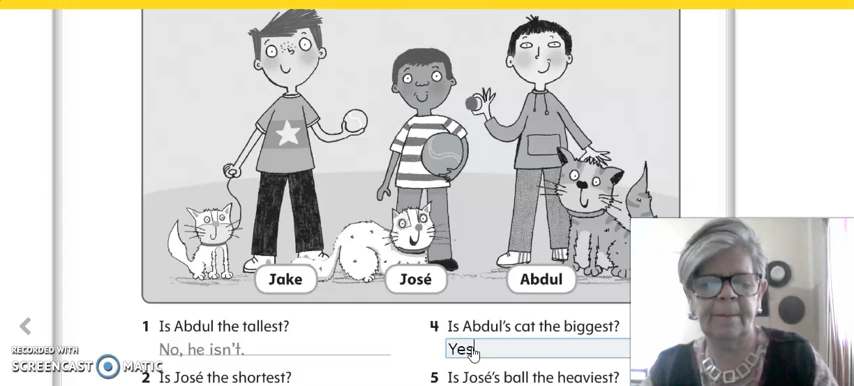 Jake
José
Abdul
1 Is Abdul the tallest?
No, he isn't.
2 Is José the shortest?
4 Is Abdul's cat the biggest?
Yes
5 Is José's ball the heaviest?
RECORDED WITH
SCREENCAST MATIC